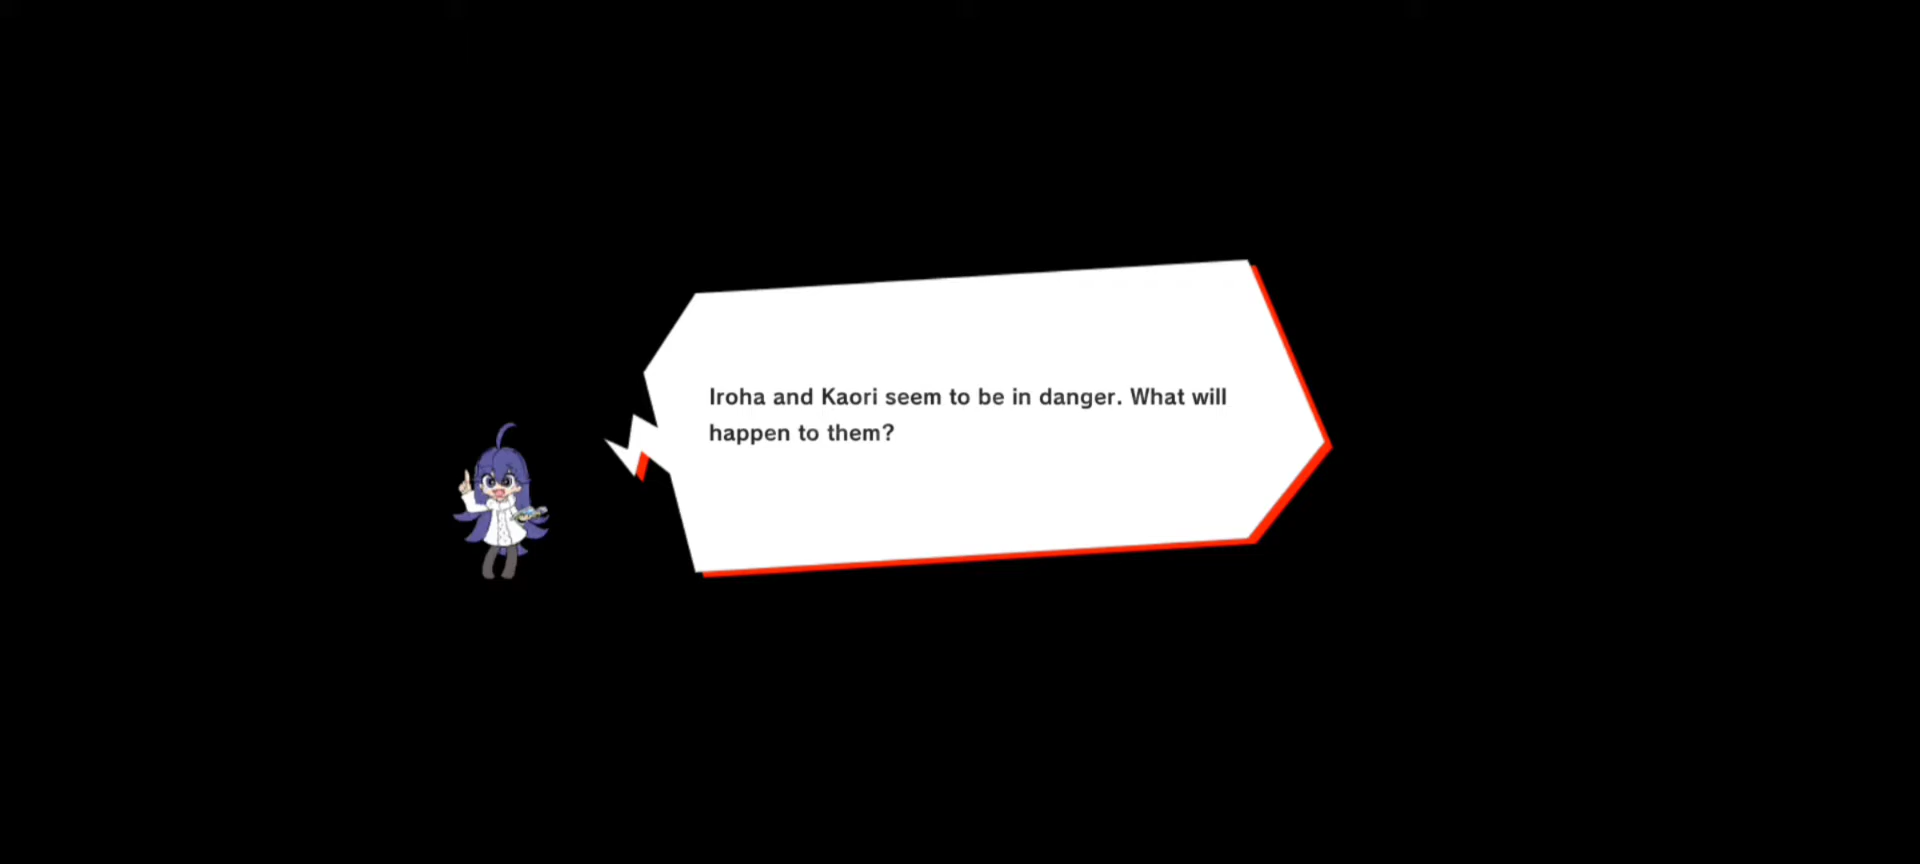 Iroha and Kaori seem to be in danger. What will
happen to them?